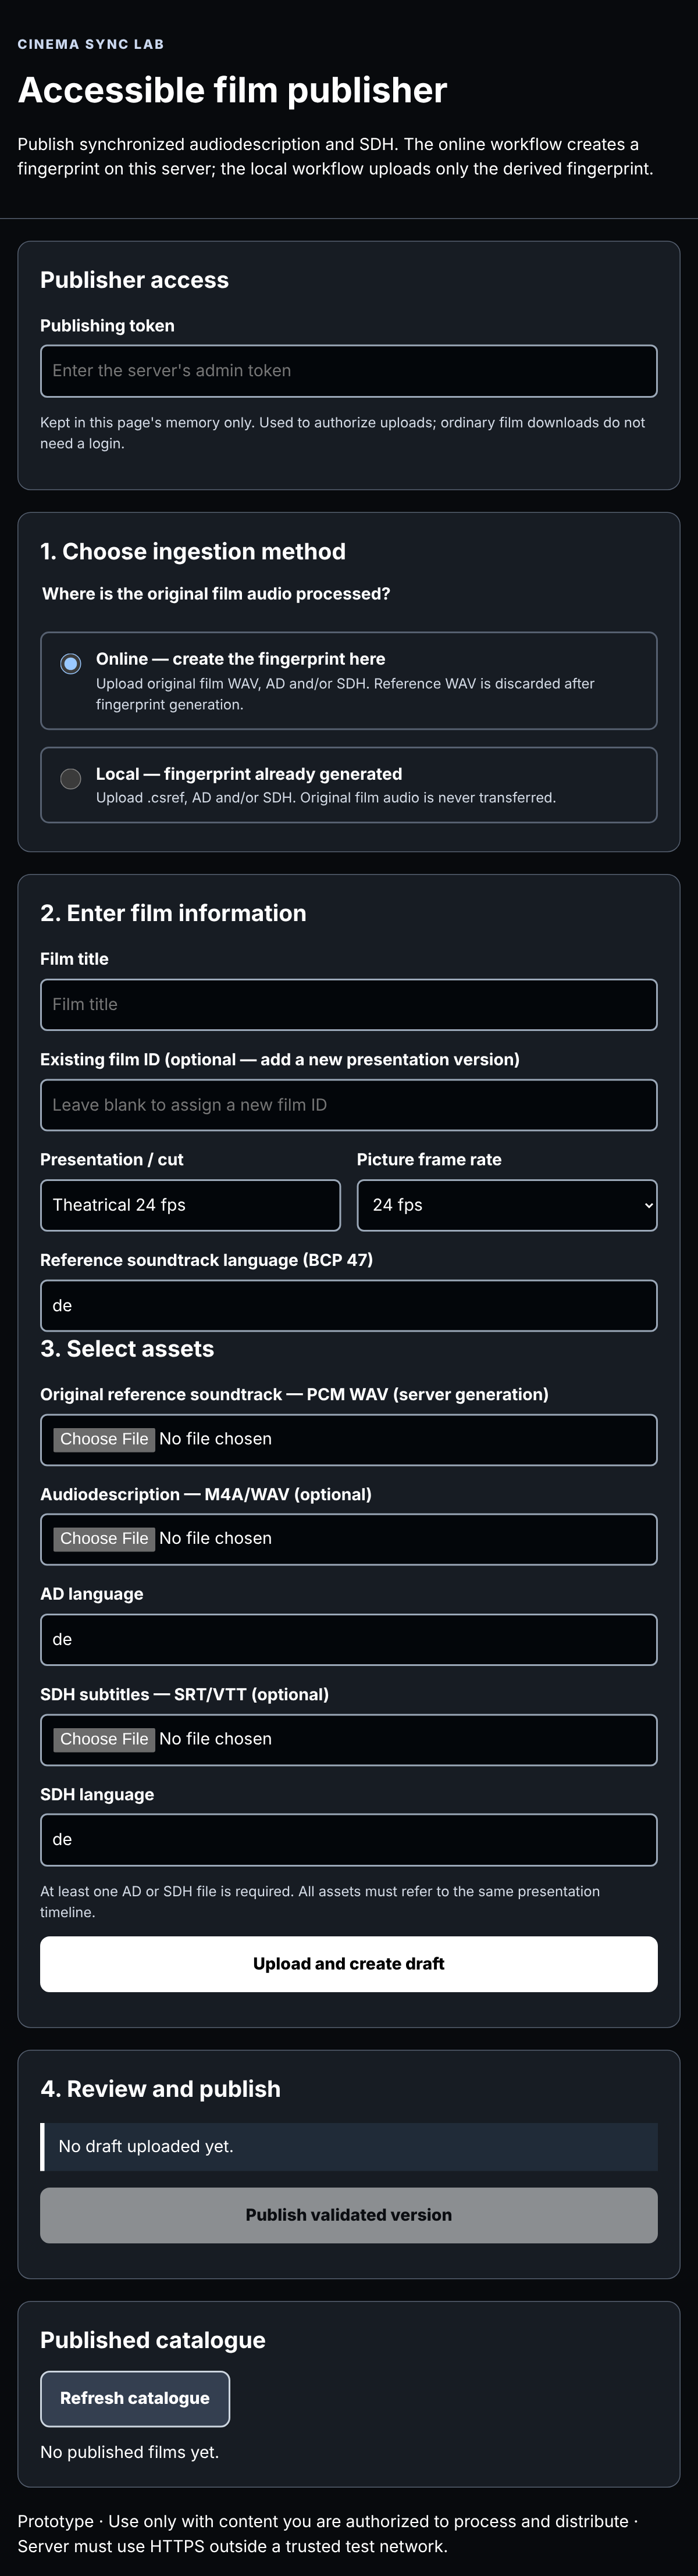 CINEMA SYNC LAB
Accessible film publisher
Publish synchronized audiodescription and SDH. The online workflow creates a
fingerprint on this server; the local workflow uploads only the derived fingerprint.
Publisher access
Publishing token
Enter the server's admin token
Kept in this page's memory only. Used to authorize uploads; ordinary film downloads do not
need a login.
1. Choose ingestion method
Where is the original film audio processed?
Online — create the fingerprint here
Upload original film WAV, AD and/or SDH. Reference WAV is discarded after
fingerprint generation.
Local — fingerprint already generated
Upload .csref, AD and/or SDH. Original film audio is never transferred.
2. Enter film information
Film title
Film title
Existing film ID (optional — add a new presentation version)
Leave blank to assign a new film ID
Presentation / cut
Picture frame rate
Theatrical 24 fps
24 fps
Reference soundtrack language (BCP 47)
de
3. Select assets
Original reference soundtrack — PCM WAV (server generation)
Choose File No file chosen
Audiodescription — M4A/WAV (optional)
Choose File No file chosen
AD language
de
SDH subtitles — SRT/VTT (optional)
Choose File No file chosen
SDH language
de
At least one AD or SDH file is required. All assets must refer to the same presentation
timeline.
Upload and create draft
4. Review and publish
No draft uploaded yet.
Publish validated version
Published catalogue
Refresh catalogue
No published films yet.
Prototype · Use only with content you are authorized to process and distribute ·
Server must use HTTPS outside a trusted test network.